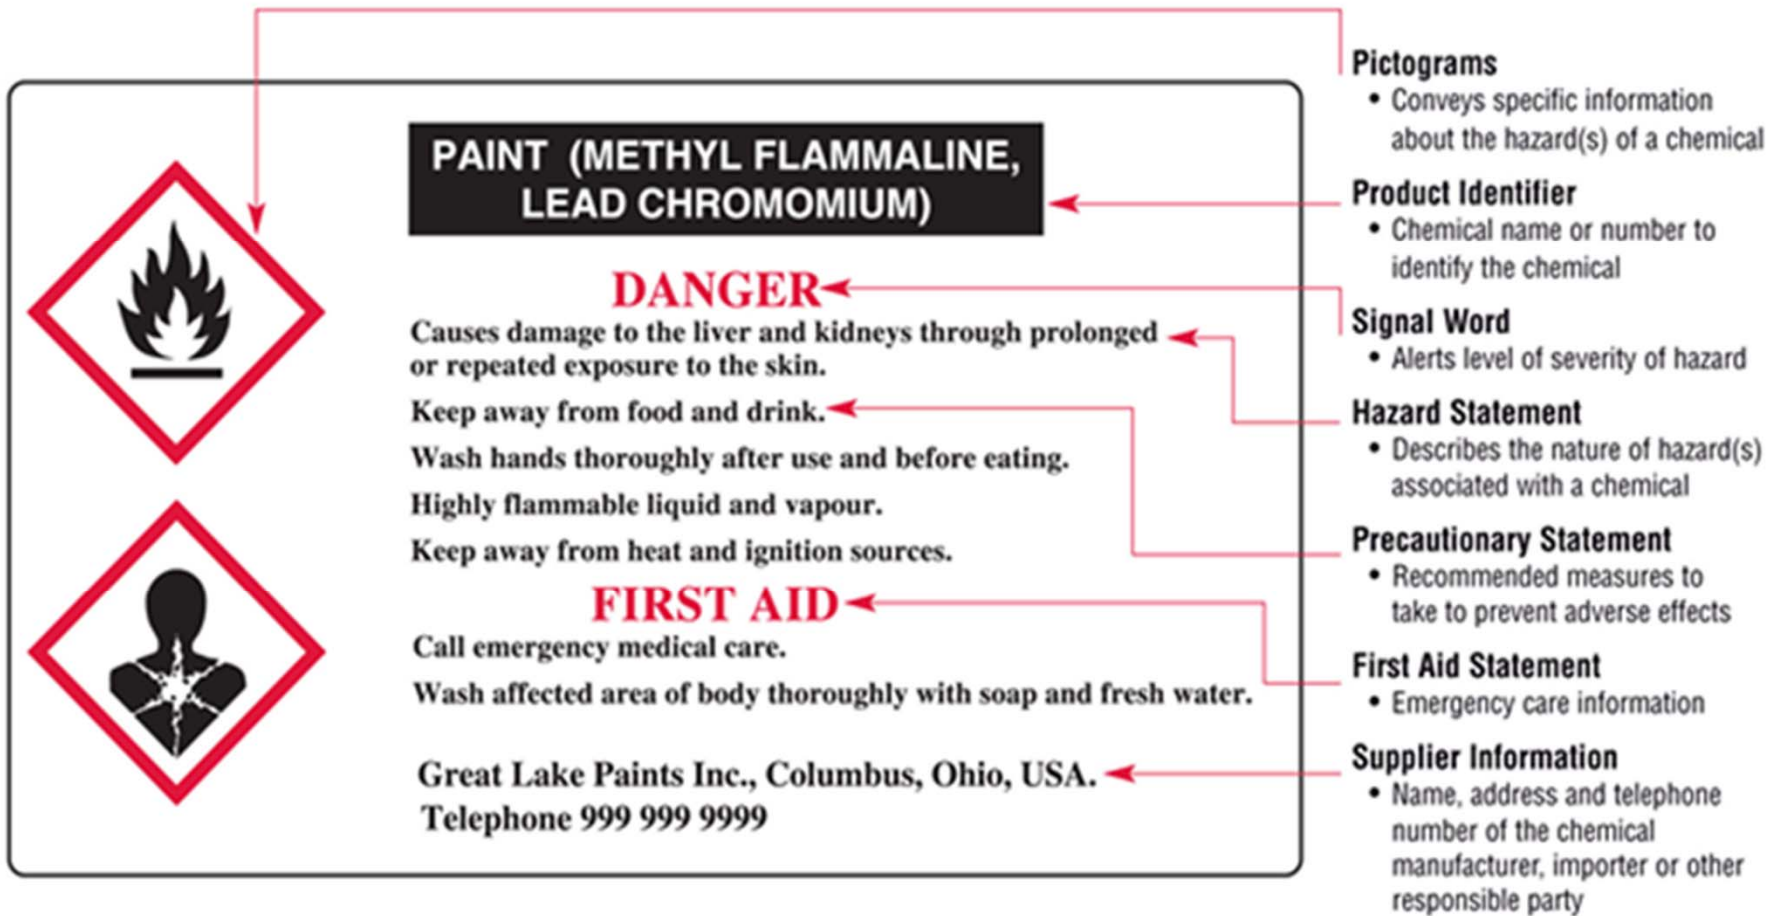 PAINT (METHYL FLAMMALINE,
LEAD CHROMOMIUM)
DANGER
Causes damage to the liver and kidneys through prolonged
or repeated exposure to the skin.
Keep away from food and drink.
Wash hands thoroughly after use and before eating.
Highly flammable liquid and vapour.
Keep away from heat and ignition sources.
FIRST AID
Call emergency medical care.
Wash affected area of body thoroughly with soap and fresh water.
Great Lake Paints Inc., Columbus, Ohio, USA.
Telephone 999 999 9999
Pictograms
• Conveys specific information
about the hazard(s) of a chemical
Product Identifier
• Chemical name or number to
identify the chemical
Signal Word
• Alerts level of severity of hazard
Hazard Statement
• Describes the nature of hazard(s)
associated with a chemical
Precautionary Statement
• Recommended measures to
take to prevent adverse effects
First Aid Statement
• Emergency care information
Supplier Information
• Name, address and telephone
number of the chemical
manufacturer, importer or other
responsible party